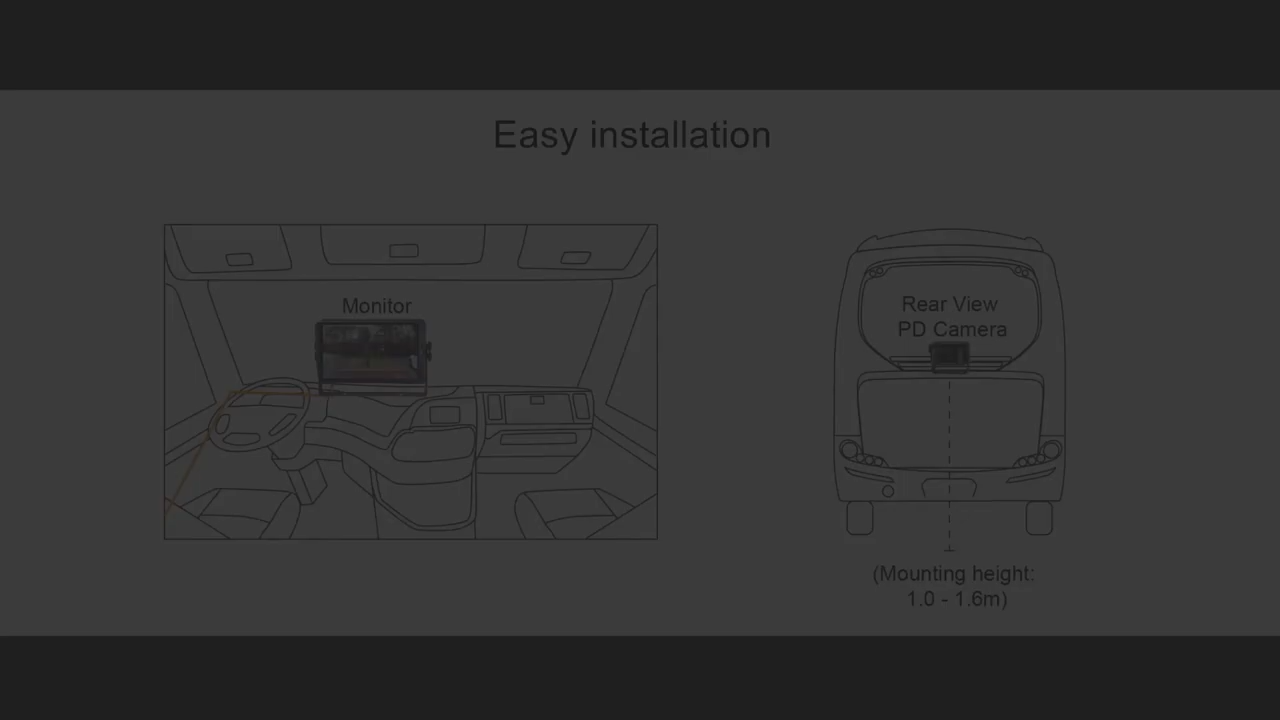 Easy installation
Monitor
Rear View
PD Camera
(Mounting height:
1.0 - 1.6m)